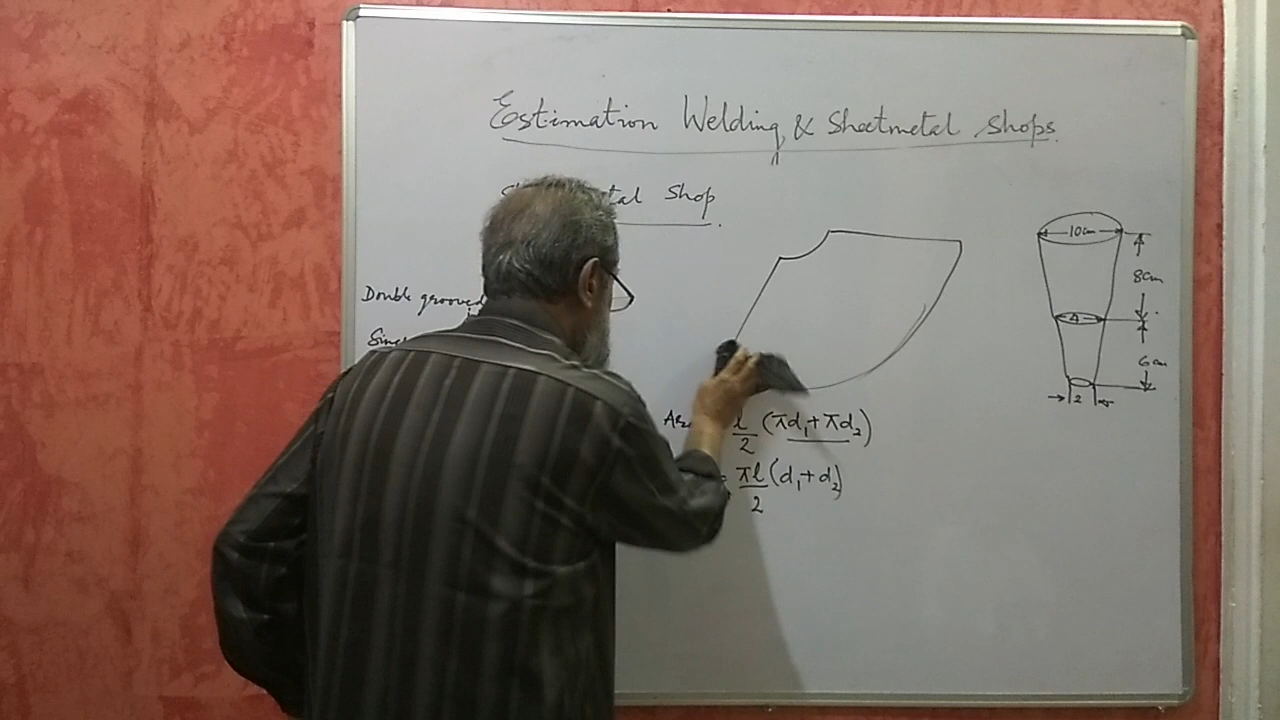 Estimation Welding & Sheetmetal Shops.
Shop.
Double grooved
10cm
8cm
4
6cm
2
l/2 (πd₁+πd₂)
= πl/2 (d₁+d₂)